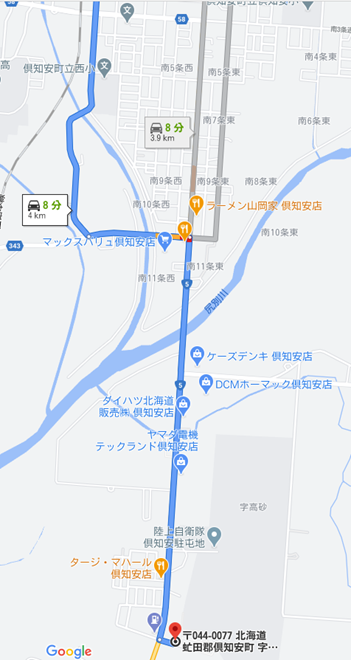 58
58
南4条東
俱知安町立西小
南5条西
南5条東
南6条東
8 分
3.9 km
南7条東
南9条西
南9条東
南8条東
8 分
4 km
南10条西
ラーメン山岡家 倶知安店
343
マックスバリュ倶知安店
南10条東
南11条西
南11条東
5
尻別川
ケーズデンキ 倶知安店
DCMホーマック倶知安店
5
ダイハツ北海道
販売㈱ 倶知安店
ヤマダ電機
テックランド倶知安店
字高砂
陸上自衛隊
倶知安駐屯地
タージ・マハール
倶知安店
〒044-0077 北海道
虻田郡倶知安町 字…
Google